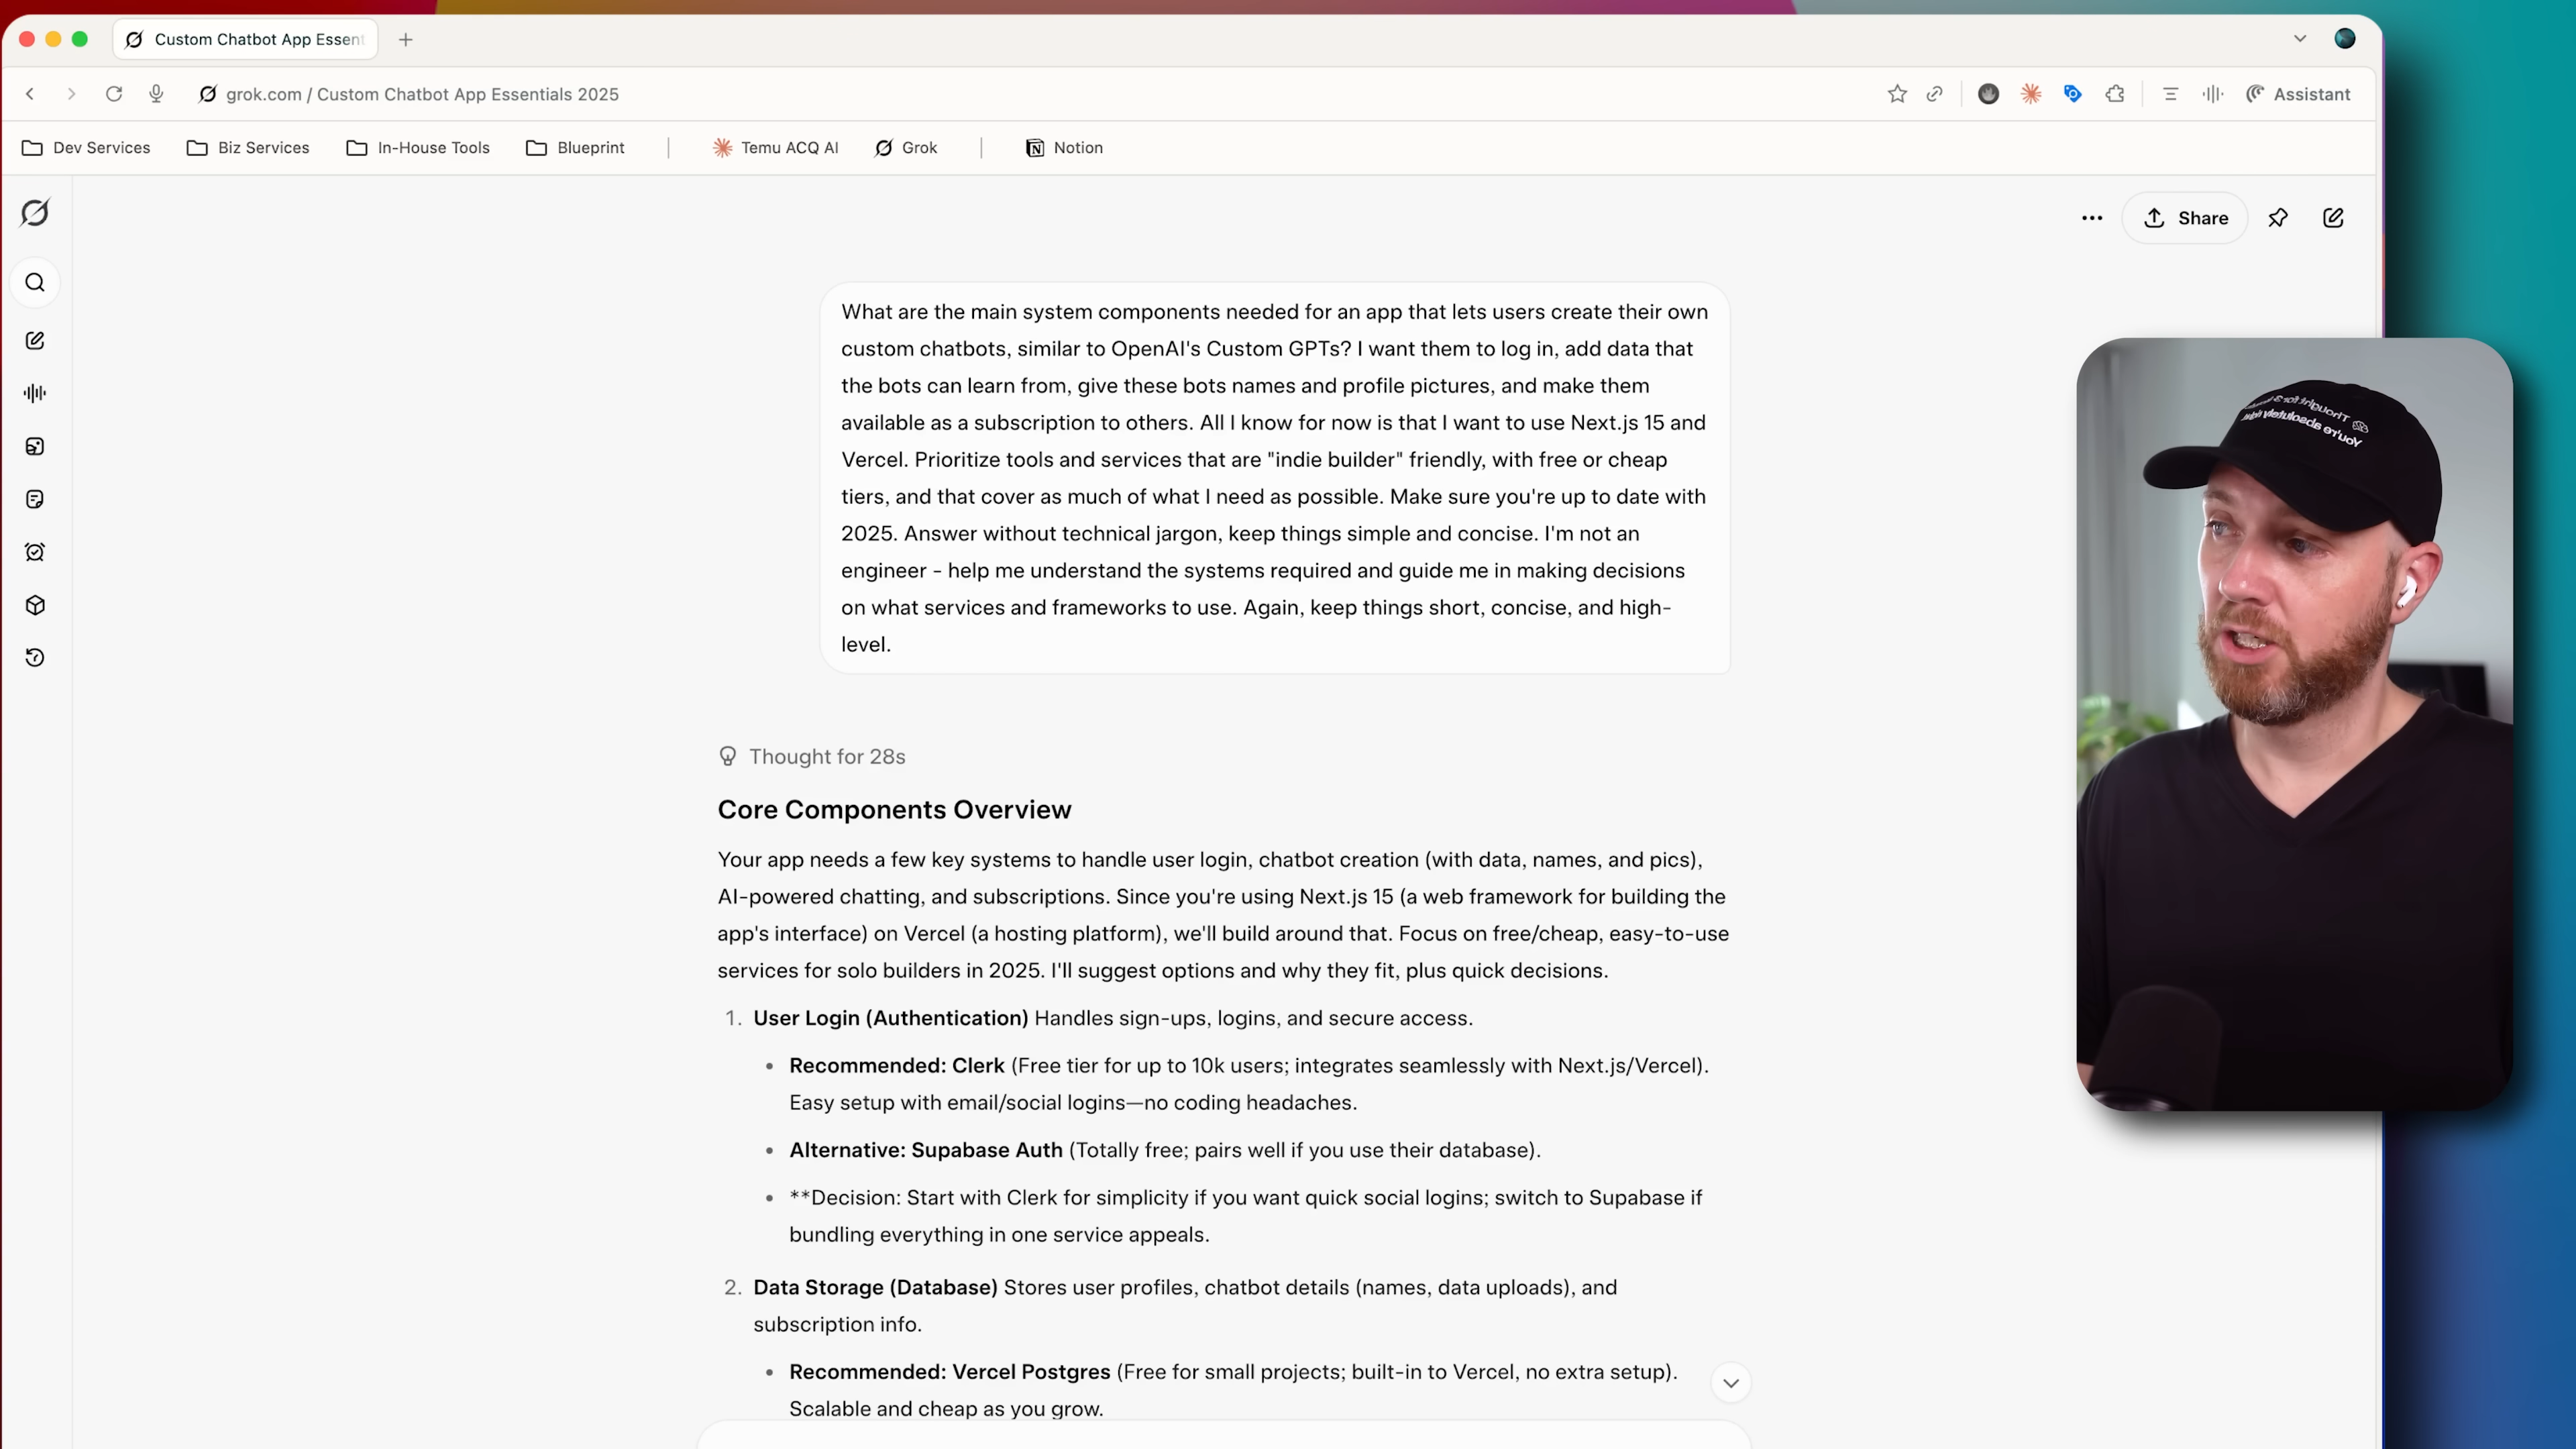 Custom Chatbot App Essen
grok.com / Custom Chatbot App Essentials 2025
Assistant
Dev Services
Biz Services
In-House Tools
Blueprint
Temu ACQ AI
Grok
Notion
Share
What are the main system components needed for an app that lets users create their own
custom chatbots, similar to OpenAI's Custom GPTs? I want them to log in, add data that
the bots can learn from, give these bots names and profile pictures, and make them
available as a subscription to others. All I know for now is that I want to use Next.js 15 and
Vercel. Prioritize tools and services that are "indie builder" friendly, with free or cheap
tiers, and that cover as much of what I need as possible. Make sure you're up to date with
2025. Answer without technical jargon, keep things simple and concise. I'm not an
engineer - help me understand the systems required and guide me in making decisions
on what services and frameworks to use. Again, keep things short, concise, and high-
level.
Thought for 28s
Core Components Overview
Your app needs a few key systems to handle user login, chatbot creation (with data, names, and pics),
AI-powered chatting, and subscriptions. Since you're using Next.js 15 (a web framework for building the
app's interface) on Vercel (a hosting platform), we'll build around that. Focus on free/cheap, easy-to-use
services for solo builders in 2025. I'll suggest options and why they fit, plus quick decisions.
1. User Login (Authentication) Handles sign-ups, logins, and secure access.
• Recommended: Clerk (Free tier for up to 10k users; integrates seamlessly with Next.js/Vercel).
Easy setup with email/social logins—no coding headaches.
• Alternative: Supabase Auth (Totally free; pairs well if you use their database).
• **Decision: Start with Clerk for simplicity if you want quick social logins; switch to Supabase if
bundling everything in one service appeals.
2. Data Storage (Database) Stores user profiles, chatbot details (names, data uploads), and
subscription info.
• Recommended: Vercel Postgres (Free for small projects; built-in to Vercel, no extra setup).
Scalable and cheap as you grow.
You're absolutely